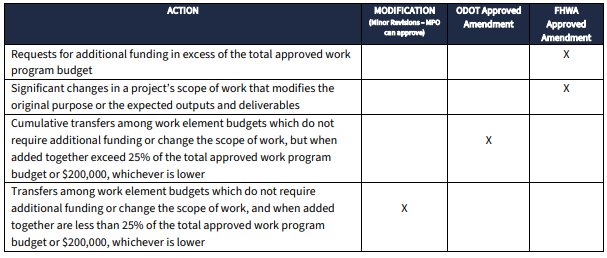 ACTION
MODIFICATION
(Minor Revisions – MPO
can approve)
ODOT Approved
Amendment
FHWA
Approved
Amendment
Requests for additional funding in excess of the total approved work
program budget
X
Significant changes in a project's scope of work that modifies the
original purpose or the expected outputs and deliverables
X
Cumulative transfers among work element budgets which do not
require additional funding or change the scope of work, but when
added together exceed 25% of the total approved work program
budget or $200,000, whichever is lower
X
Transfers among work element budgets which do not require
additional funding or change the scope of work, and when added
together are less than 25% of the total approved work program
budget or $200,000, whichever is lower
X